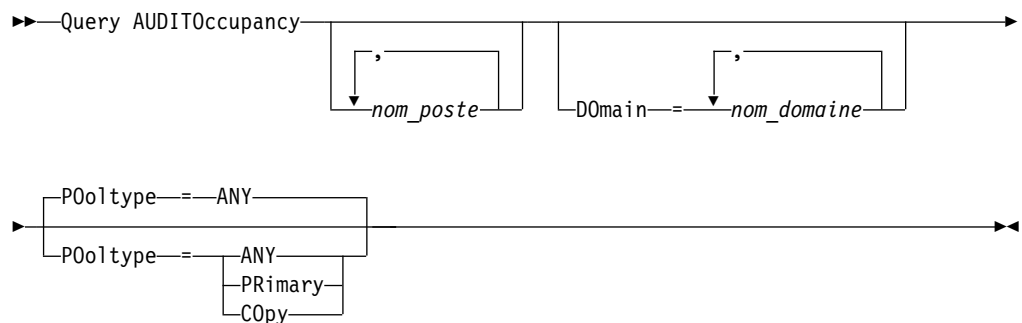 Query AUDITOccupancy
, ,
nom_poste DOmain = nom_domaine
POoltype = ANY
POoltype = ANY
PRimary
COpy